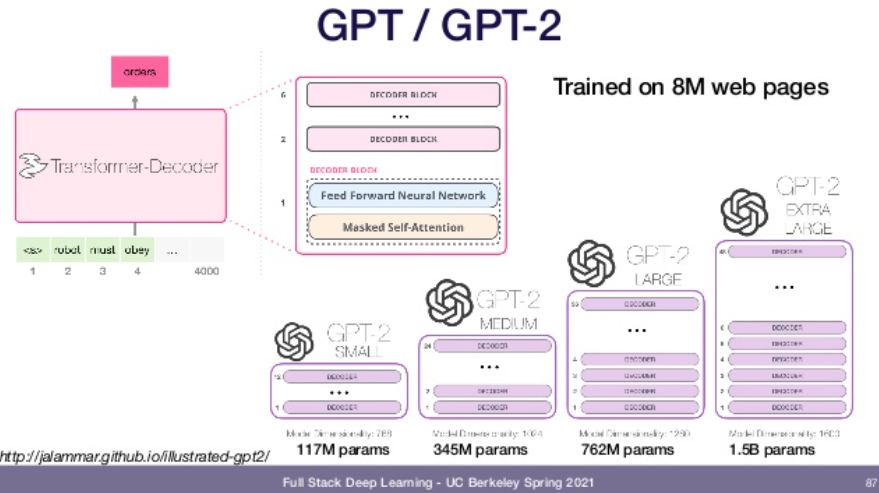 GPT / GPT-2
Trained on 8M web pages
orders
Transformer-Decoder
<s> robot must obey ...
1 2 3 4 4000
6 DECODER BLOCK
...
2 DECODER BLOCK
DECODER BLOCK
1
Feed Forward Neural Network
Masked Self-Attention
GPT-2
SMALL
12 DECODER
...
1 DECODER
Model Dimensionality: 768
117M params
GPT-2
MEDIUM
24 DECODER
...
2 DECODER
1 DECODER
Model Dimensionality: 1024
345M params
GPT-2
LARGE
36 DECODER
...
4 DECODER
3 DECODER
2 DECODER
1 DECODER
Model Dimensionality: 1280
762M params
GPT-2
EXTRA
LARGE
48 DECODER
...
6 DECODER
5 DECODER
4 DECODER
3 DECODER
2 DECODER
1 DECODER
Model Dimensionality: 1600
1.5B params
http://jalammar.github.io/illustrated-gpt2/
Full Stack Deep Learning - UC Berkeley Spring 2021
87